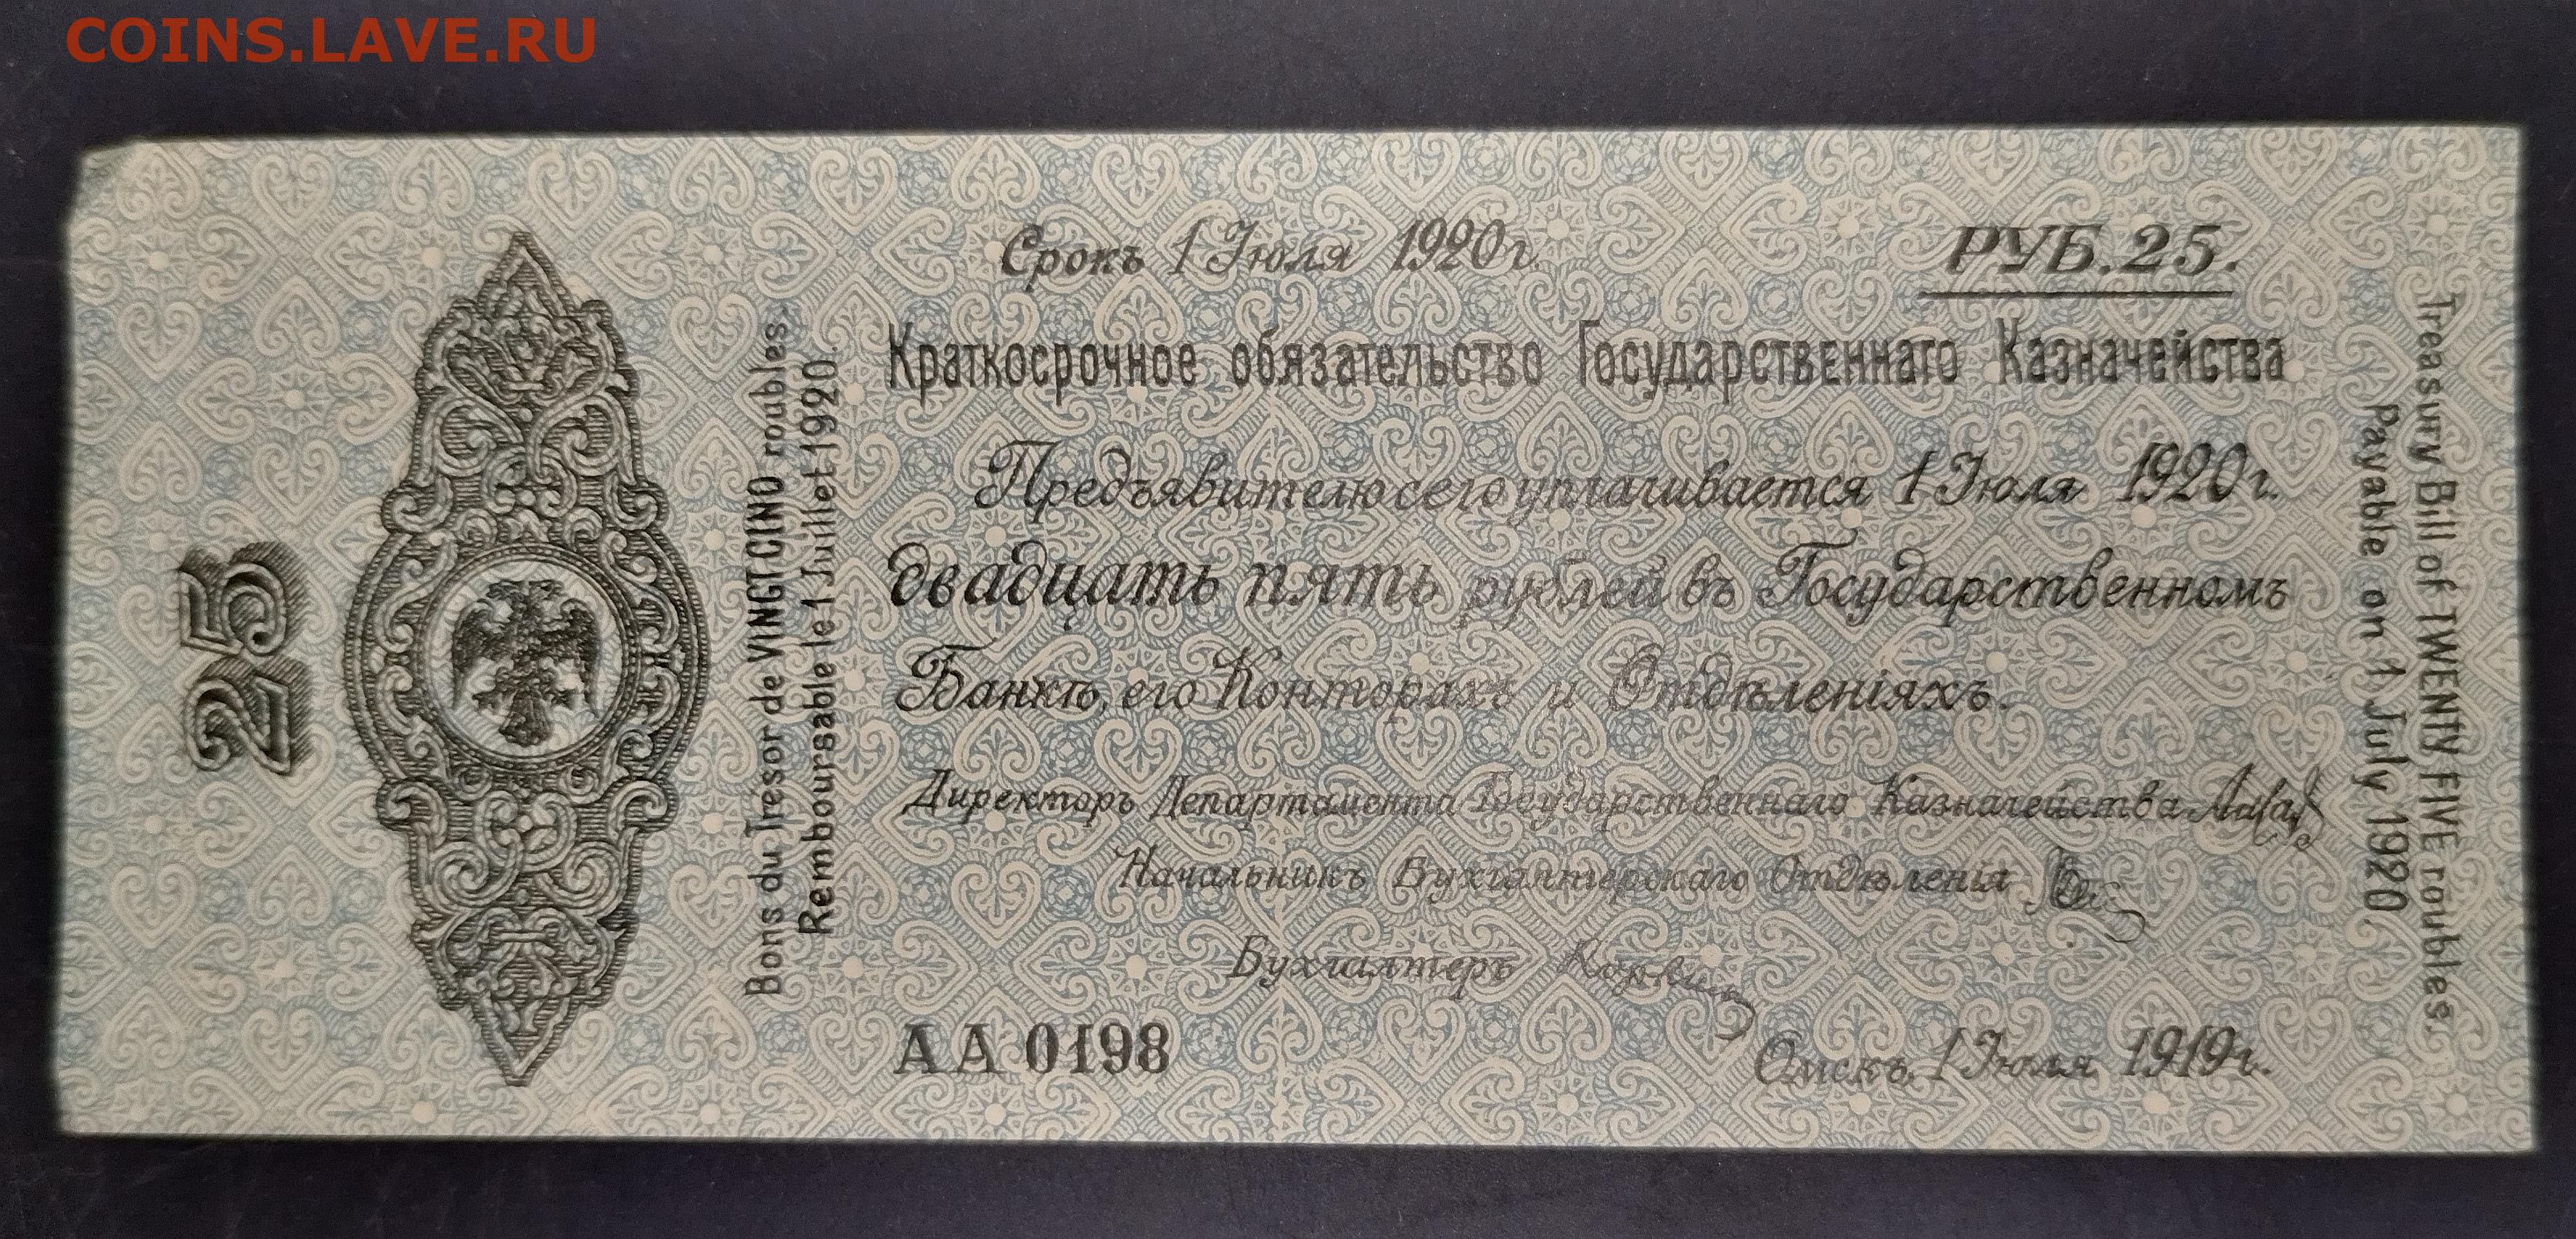 COINS.LAVE.RU
25
Bons du Trésor de VINGT CINQ roubles.
Remboursable le 1 Juillet 1920.
Срокъ 1 Іюля 1920 г.
РУБ. 25.
Краткосрочное обязательство Государственнаго Казначейства
Предъявителю сего уплачивается 1 Іюля 1920 г.
двадцать пять рублей въ Государственномъ
Банкѣ, его Конторахъ и Отдѣленіяхъ.
Директоръ Департамента Государственнаго Казначейства
Начальникъ Бухгалтерскаго Отдѣленія
Бухгалтеръ
АА 0198
Омскъ, 1 Іюля 1919 г.
Treasury Bill of TWENTY FIVE roubles.
Payable on 1 July 1920.